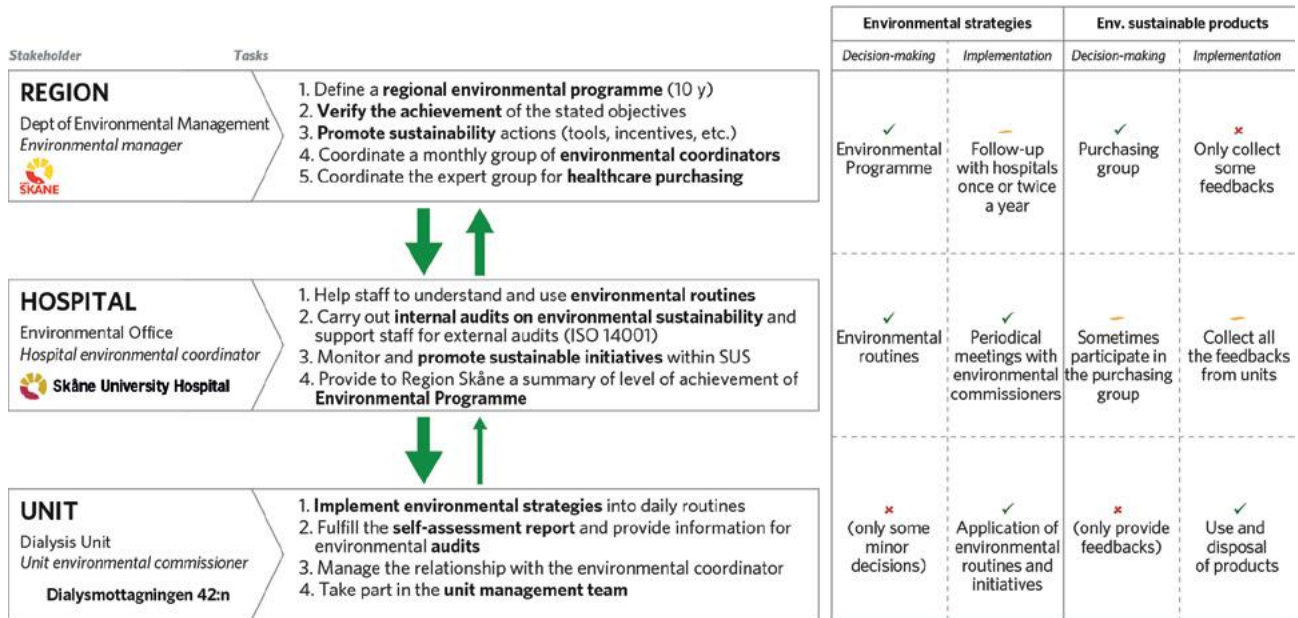 Environmental strategies
Env. sustainable products
Stakeholder
Tasks
Decision-making
Implementation
Decision-making
Implementation
REGION
Dept of Environmental Management
Environmental manager
SKÅNE
1. Define a regional environmental programme (10 y)
2. Verify the achievement of the stated objectives
3. Promote sustainability actions (tools, incentives, etc.)
4. Coordinate a monthly group of environmental coordinators
5. Coordinate the expert group for healthcare purchasing
✓
Environmental
Programme
–
Follow-up
with hospitals
once or twice
a year
✓
Purchasing
group
✗
Only collect
some
feedbacks
HOSPITAL
Environmental Office
Hospital environmental coordinator
Skåne University Hospital
1. Help staff to understand and use environmental routines
2. Carry out internal audits on environmental sustainability and
support staff for external audits (ISO 14001)
3. Monitor and promote sustainable initiatives within SUS
4. Provide to Region Skåne a summary of level of achievement of
Environmental Programme
✓
Environmental
routines
✓
Periodical
meetings with
environmental
commissioners
–
Sometimes
participate in
the purchasing
group
–
Collect all
the feedbacks
from units
UNIT
Dialysis Unit
Unit environmental commissioner
Dialysmottagningen 42:n
1. Implement environmental strategies into daily routines
2. Fulfill the self-assessment report and provide information for
environmental audits
3. Manage the relationship with the environmental coordinator
4. Take part in the unit management team
✗
(only some
minor
decisions)
✓
Application of
environmental
routines and
initiatives
✗
(only provide
feedbacks)
✓
Use and
disposal
of products